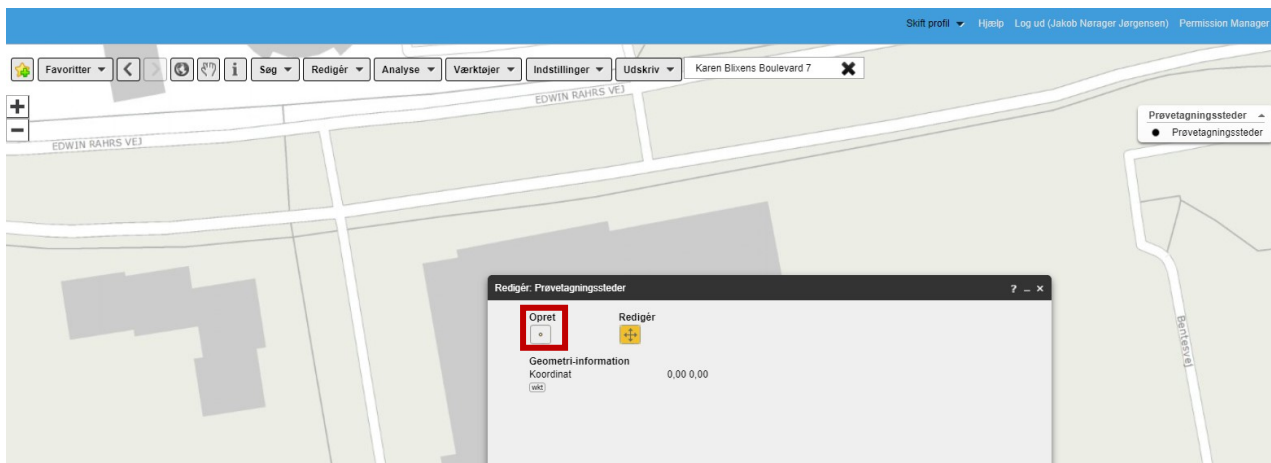 Skift profil Hjælp Log ud (Jakob Nørager Jørgensen) Permission Manager
Favoritter i Søg Redigér Analyse Værktøjer Indstillinger Udskriv Karen Blixens Boulevard 7
EDWIN RAHRS VEJ
Prøvetagningssteder
Prøvetagningssteder
EDWIN RAHRS VEJ
Redigér: Prøvetagningssteder ? _ ×
Opret Redigér
Geometri-information
Koordinat 0,00 0,00
wkt
Bentesvej